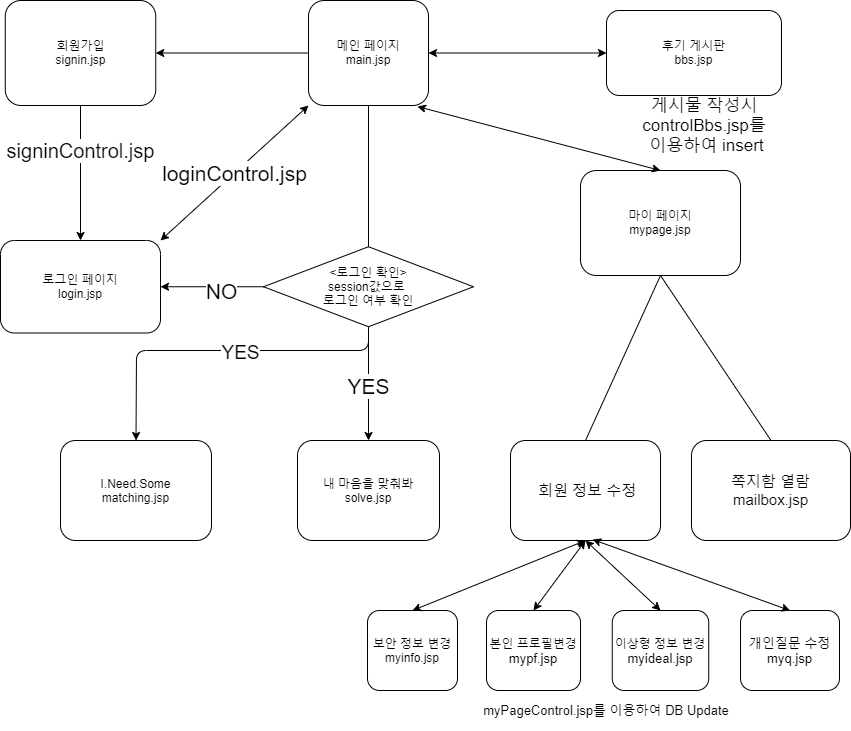 회원가입
signin.jsp
메인 페이지
main.jsp
후기 게시판
bbs.jsp
게시물 작성시
controlBbs.jsp를
이용하여 insert
signinControl.jsp
loginControl.jsp
마이 페이지
mypage.jsp
로그인 페이지
login.jsp
NO
<로그인 확인>
session값으로
로그인 여부 확인
YES
YES
I.Need.Some
matching.jsp
내 마음을 맞춰봐
solve.jsp
회원 정보 수정
쪽지함 열람
mailbox.jsp
보안 정보 변경
myinfo.jsp
본인 프로필변경
mypf.jsp
이상형 정보 변경
myideal.jsp
개인질문 수정
myq.jsp
myPageControl.jsp를 이용하여 DB Update